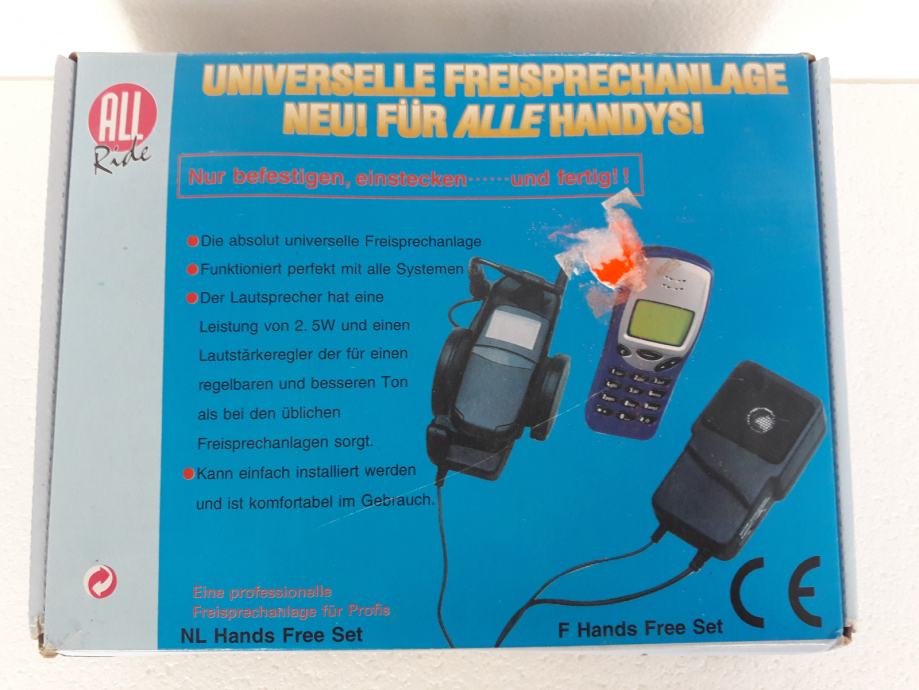 UNIVERSELLE FREISPRECHANLAGE
NEU! FÜR ALLE HANDYS!
ALL
Ride
Nur befestigen, einstecken······und fertig!!
Die absolut universelle Freisprechanlage
Funktioniert perfekt mit alle Systemen
Der Lautsprecher hat eine
Leistung von 2. 5W und einen
Lautstärkeregler der für einen
regelbaren und besseren Ton
als bei den üblichen
Freisprechanlagen sorgt.
Kann einfach installiert werden
und ist komfortabel im Gebrauch.
Eine professionalle
Freisprechanlage für Profis
NL Hands Free Set
F Hands Free Set
CE